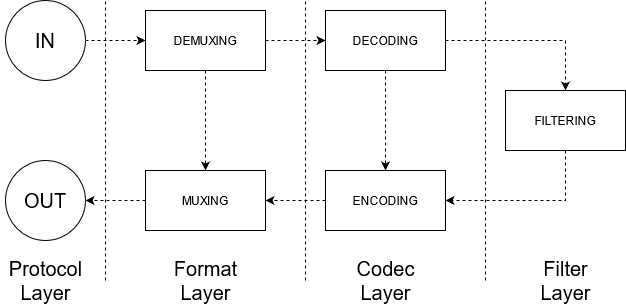 IN
DEMUXING
DECODING
FILTERING
OUT
MUXING
ENCODING
Protocol
Layer
Format
Layer
Codec
Layer
Filter
Layer